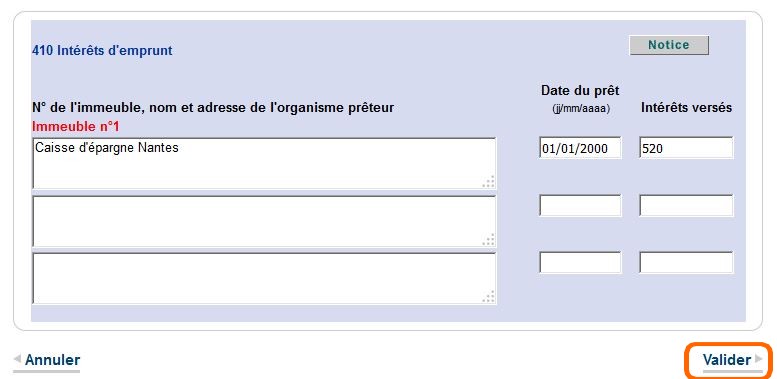 410 Intérêts d'emprunt
Notice
Date du prêt
N° de l'immeuble, nom et adresse de l'organisme prêteur
(jj/mm/aaaa)
Intérêts versés
Immeuble n°1
Caisse d'épargne Nantes
01/01/2000
520
Annuler
Valider